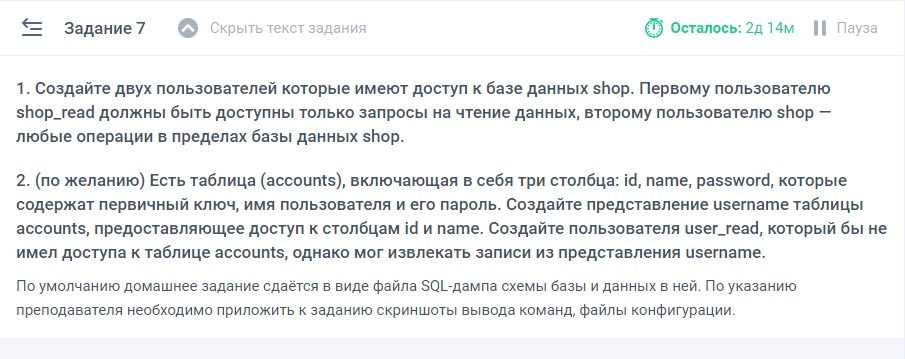 Задание 7 Скрыть текст задания Осталось: 2д 14м Пауза
1. Создайте двух пользователей которые имеют доступ к базе данных shop. Первому пользователю
shop_read должны быть доступны только запросы на чтение данных, второму пользователю shop —
любые операции в пределах базы данных shop.
2. (по желанию) Есть таблица (accounts), включающая в себя три столбца: id, name, password, которые
содержат первичный ключ, имя пользователя и его пароль. Создайте представление username таблицы
accounts, предоставляющее доступ к столбцам id и name. Создайте пользователя user_read, который бы не
имел доступа к таблице accounts, однако мог извлекать записи из представления username.
По умолчанию домашнее задание сдаётся в виде файла SQL-дампа схемы базы и данных в ней. По указанию
преподавателя необходимо приложить к заданию скриншоты вывода команд, файлы конфигурации.